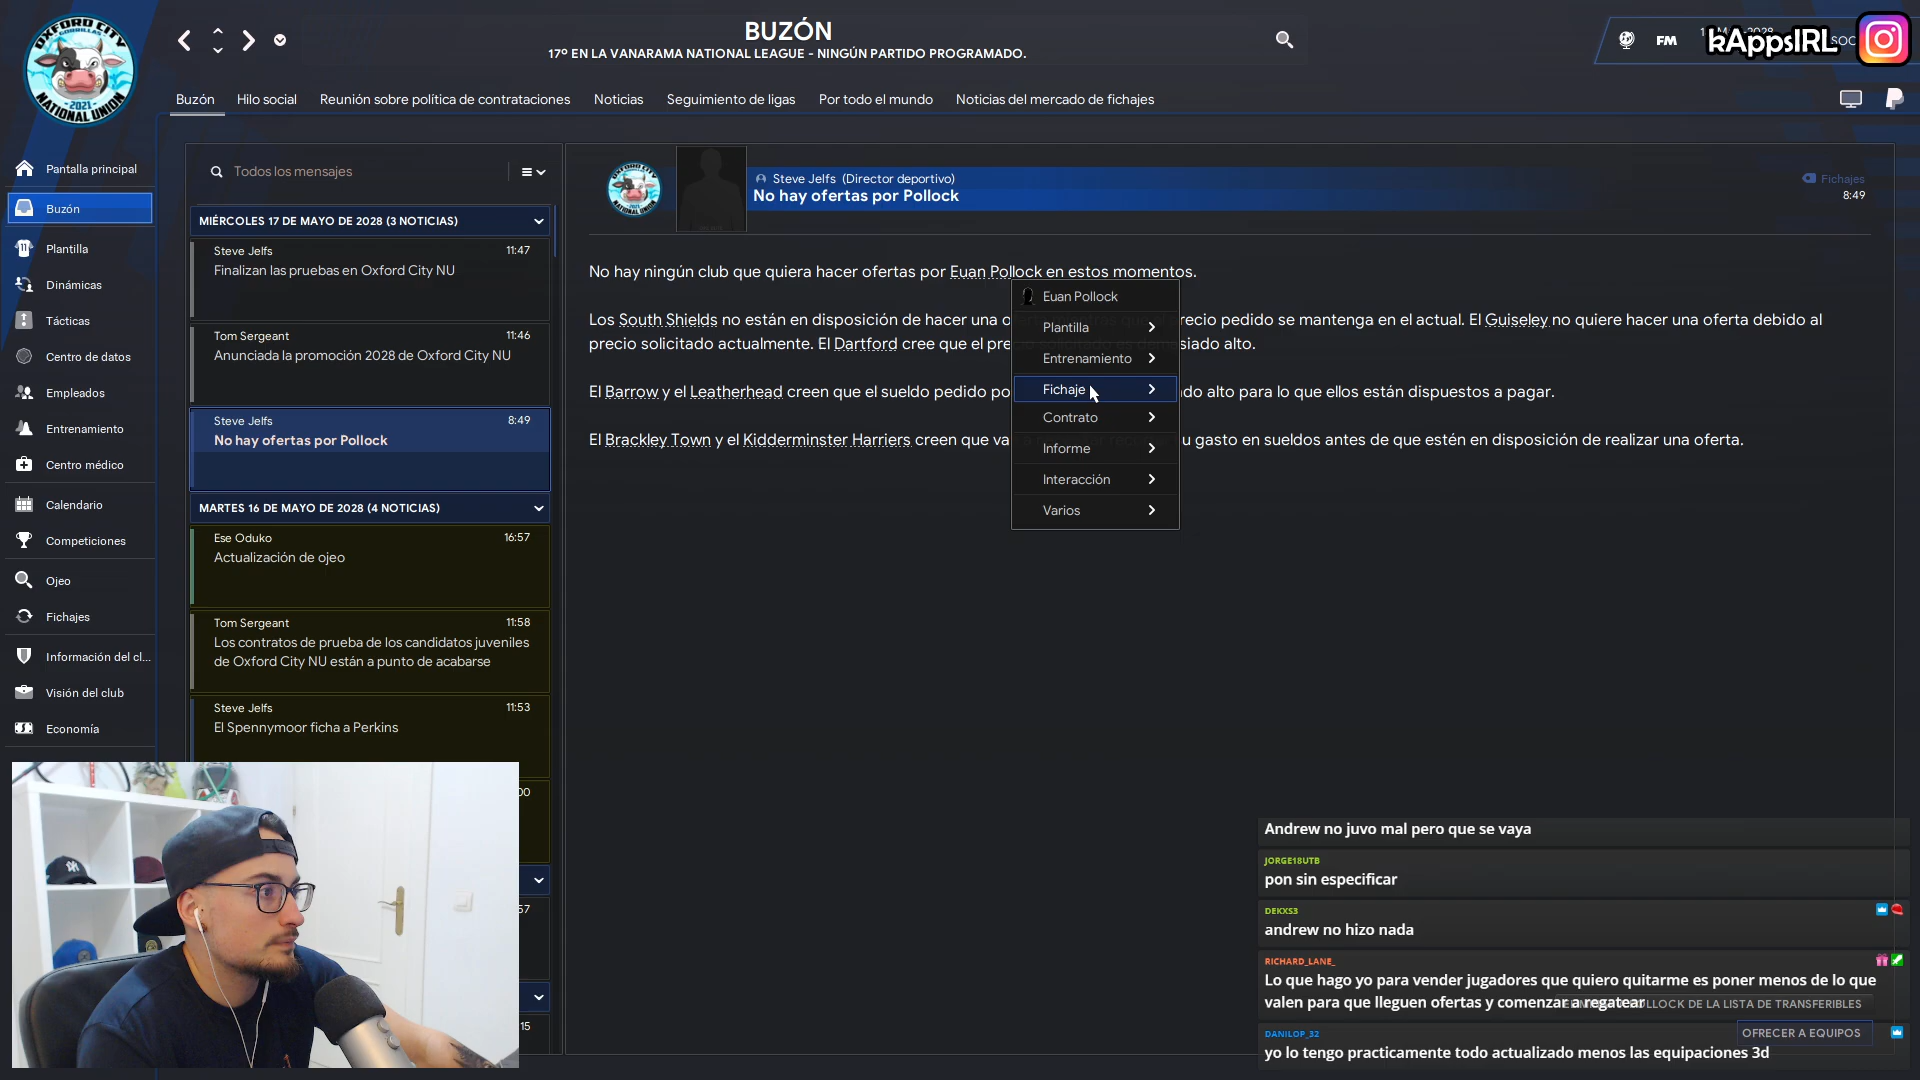 OXFORD CITY
GORRILLAS
2021
NATIONAL UNION
BUZÓN
17º EN LA VANARAMA NATIONAL LEAGUE - NINGÚN PARTIDO PROGRAMADO.
FM
kAppsIRL
Buzón
Hilo social
Reunión sobre política de contrataciones
Noticias
Seguimiento de ligas
Por todo el mundo
Noticias del mercado de fichajes
Pantalla principal
Buzón
Plantilla
Dinámicas
Tácticas
Centro de datos
Empleados
Entrenamiento
Centro médico
Calendario
Competiciones
Ojeo
Fichajes
Información del cl...
Visión del club
Economía
Todos los mensajes
MIÉRCOLES 17 DE MAYO DE 2028 (3 NOTICIAS)
Steve Jelfs 11:47
Finalizan las pruebas en Oxford City NU
Tom Sergeant 11:46
Anunciada la promoción 2028 de Oxford City NU
Steve Jelfs 8:49
No hay ofertas por Pollock
MARTES 16 DE MAYO DE 2028 (4 NOTICIAS)
Ese Oduko 16:57
Actualización de ojeo
Tom Sergeant 11:58
Los contratos de prueba de los candidatos juveniles
de Oxford City NU están a punto de acabarse
Steve Jelfs 11:53
El Spennymoor ficha a Perkins
00
57
15
Steve Jelfs (Director deportivo)
No hay ofertas por Pollock
Fichajes
8:49
No hay ningún club que quiera hacer ofertas por Euan Pollock en estos momentos.
Los South Shields no están en disposición de hacer una recio pedido se mantenga en el actual. El Guiseley no quiere hacer una oferta debido al
precio solicitado actualmente. El Dartford cree que el pre siado alto.
El Barrow y el Leatherhead creen que el sueldo pedido po do alto para lo que ellos están dispuestos a pagar.
El Brackley Town y el Kidderminster Harriers creen que va u gasto en sueldos antes de que estén en disposición de realizar una oferta.
Euan Pollock
Plantilla
Entrenamiento
Fichaje
Contrato
Informe
Interacción
Varios
Andrew no juvo mal pero que se vaya
JORGE18UTB
pon sin especificar
DEKXS3
andrew no hizo nada
RICHARD_LANE_
Lo que hago yo para vender jugadores que quiero quitarme es poner menos de lo que
valen para que lleguen ofertas y comenzar a negatenr
OLLOCK DE LA LISTA DE TRANSFERIBLES
OFRECER A EQUIPOS
DANILOP_32
yo lo tengo practicamente todo actualizado menos las equipaciones 3d